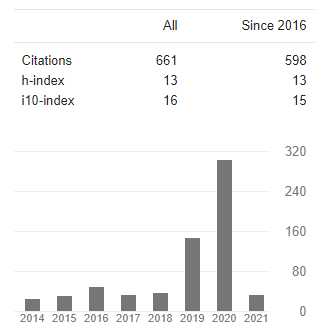 All Since 2016
Citations 661 598
h-index 13 13
i10-index 16 15
320
240
160
80
0
2014 2015 2016 2017 2018 2019 2020 2021